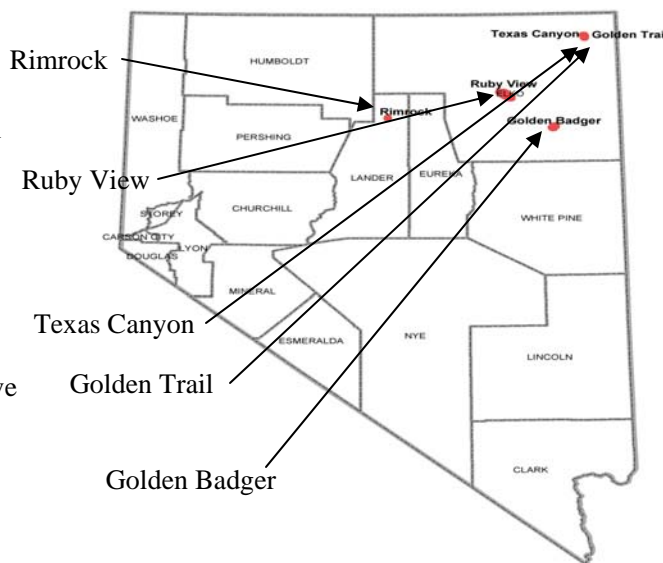 Texas Canyon Golden Trail
HUMBOLDT
Rimrock
Ruby View
ELKO
WASHOE
Rimrock
Golden Badger
PERSHING
Ruby View
LANDER
EUREKA
STOREY
CHURCHILL
WHITE PINE
CARSON CITY
LYON
DOUGLAS
MINERAL
Texas Canyon
ESMERALDA
NYE
LINCOLN
Golden Trail
Golden Badger
CLARK